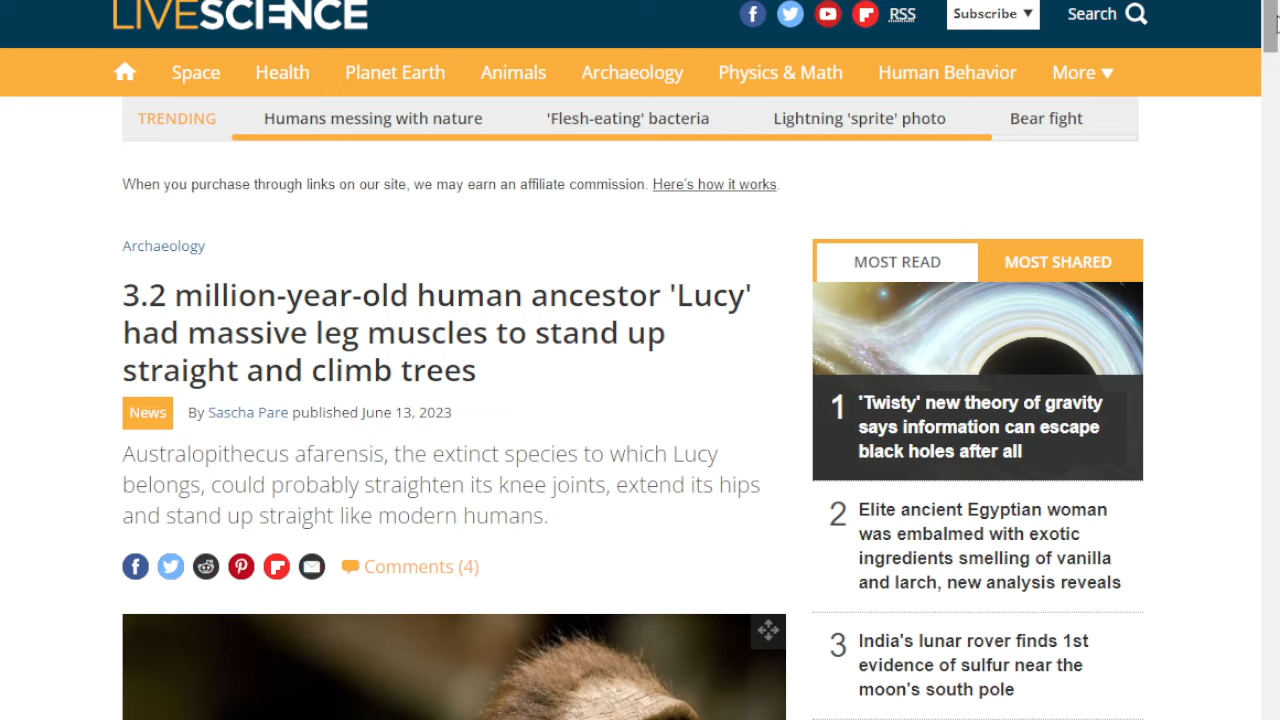 LIVESCIENCE
RSS
Subscribe ▼
Search
Space Health Planet Earth Animals Archaeology Physics & Math Human Behavior More ▼
TRENDING Humans messing with nature 'Flesh-eating' bacteria Lightning 'sprite' photo Bear fight
When you purchase through links on our site, we may earn an affiliate commission. Here's how it works.
Archaeology
3.2 million-year-old human ancestor 'Lucy'
had massive leg muscles to stand up
straight and climb trees
News By Sascha Pare published June 13, 2023
Australopithecus afarensis, the extinct species to which Lucy
belongs, could probably straighten its knee joints, extend its hips
and stand up straight like modern humans.
Comments (4)
MOST READ MOST SHARED
1 'Twisty' new theory of gravity
says information can escape
black holes after all
2 Elite ancient Egyptian woman
was embalmed with exotic
ingredients smelling of vanilla
and larch, new analysis reveals
3 India's lunar rover finds 1st
evidence of sulfur near the
moon's south pole